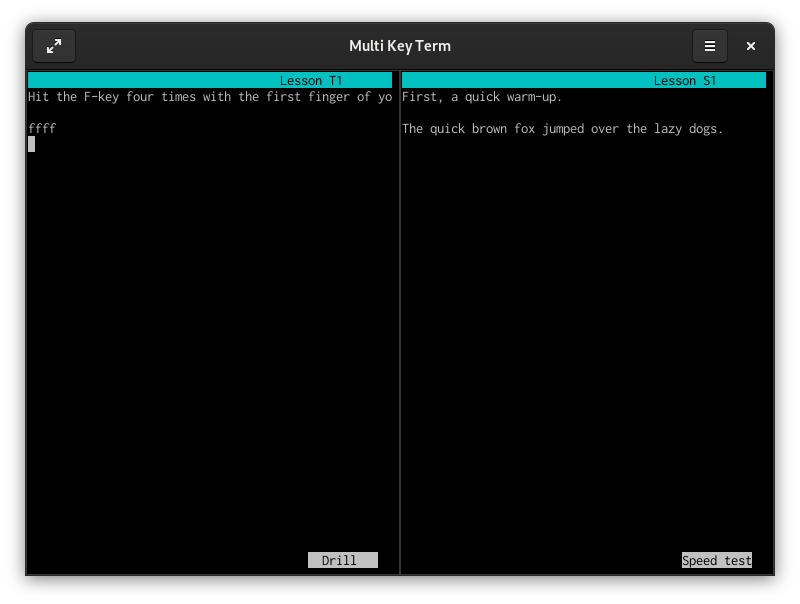 Multi Key Term
Lesson T1
Hit the F-key four times with the first finger of yo
ffff
Drill
Lesson S1
First, a quick warm-up.
The quick brown fox jumped over the lazy dogs.
Speed test